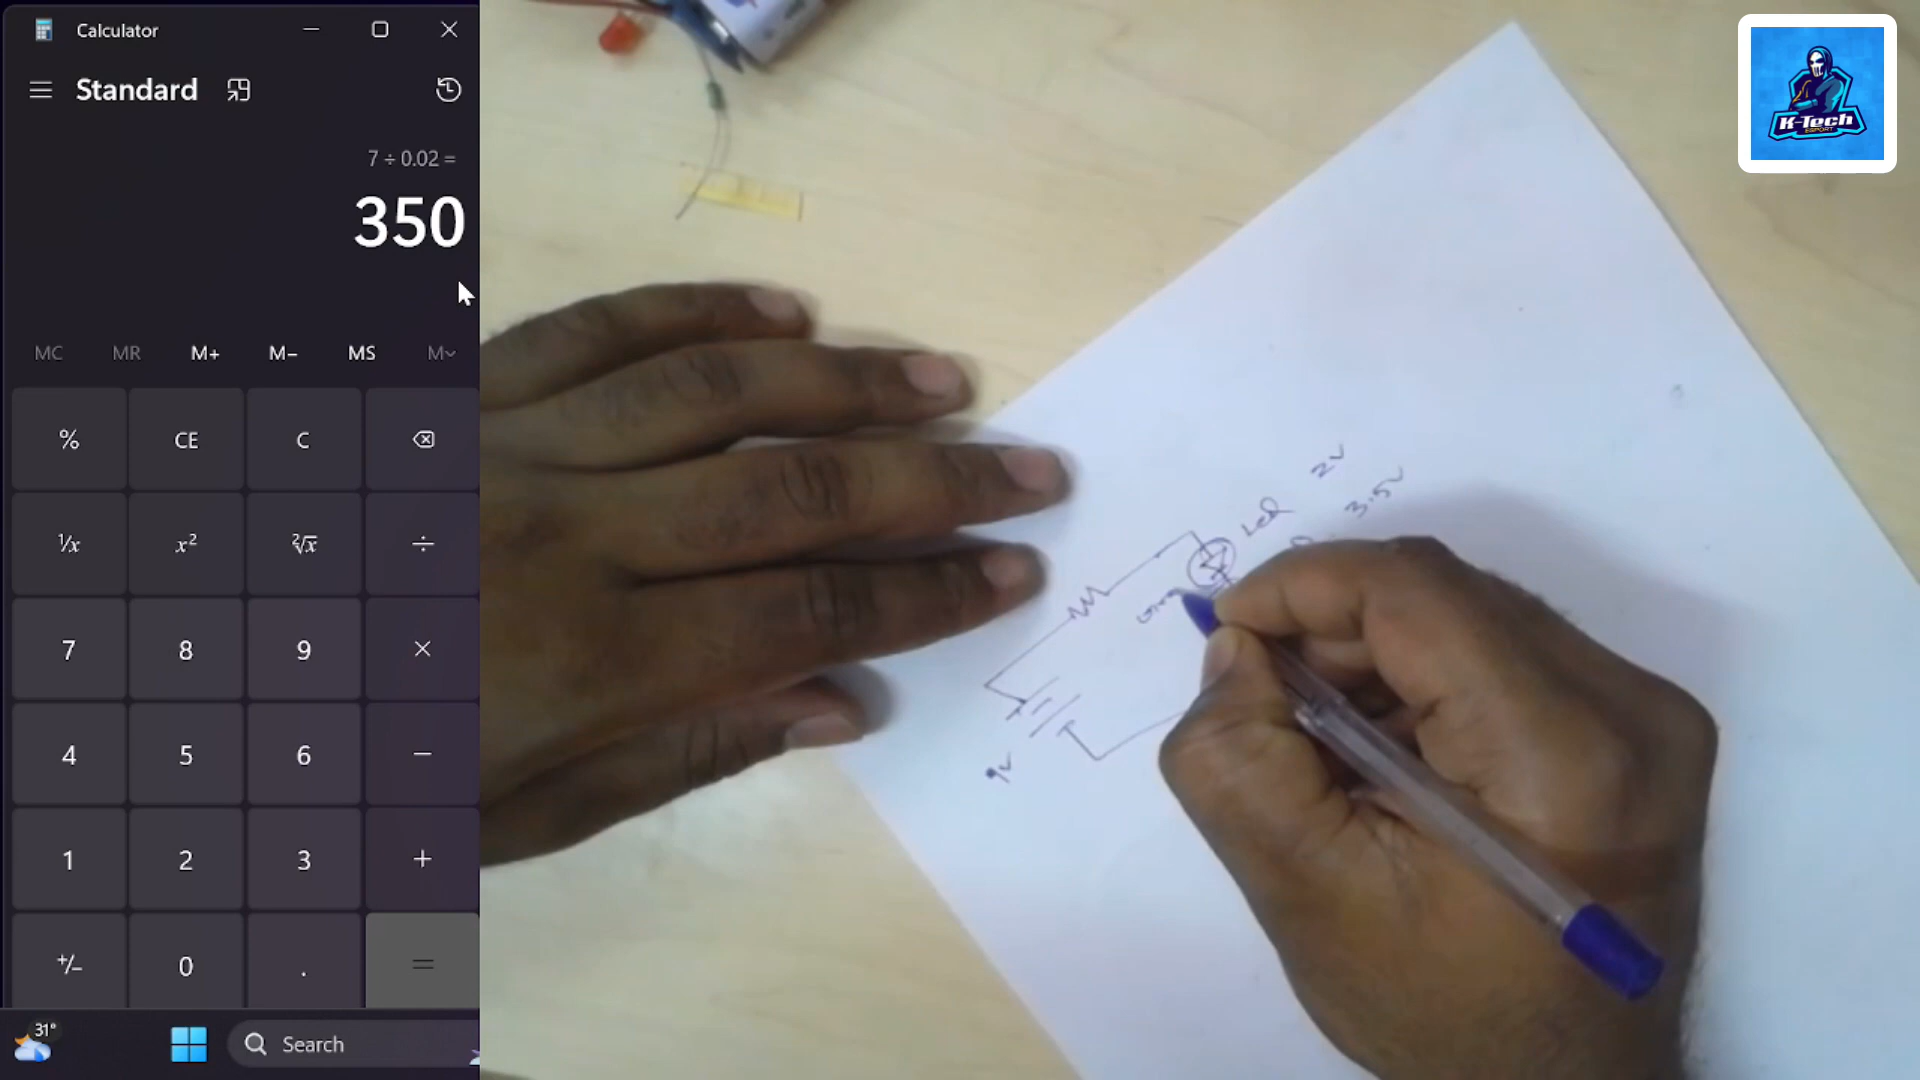 Calculator
Standard
7 ÷ 0.02 =
350
MC MR M+ M- MS M
% CE C
1/x x² ²√x ÷
7 8 9 ×
4 5 6 −
1 2 3 +
+/- 0 . =
31°
Search
K-Tech
ESPORT
2v
Led
3.5v
9v